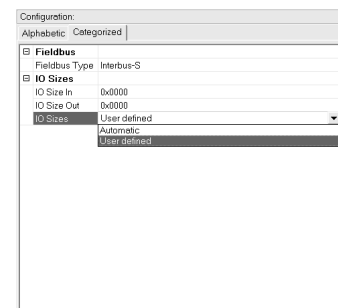 Configuration:
Alphabetic Categorized
Fieldbus
Fieldbus Type Interbus-S
IO Sizes
IO Size In 0x0000
IO Size Out 0x0000
IO Sizes User defined
Automatic
User defined